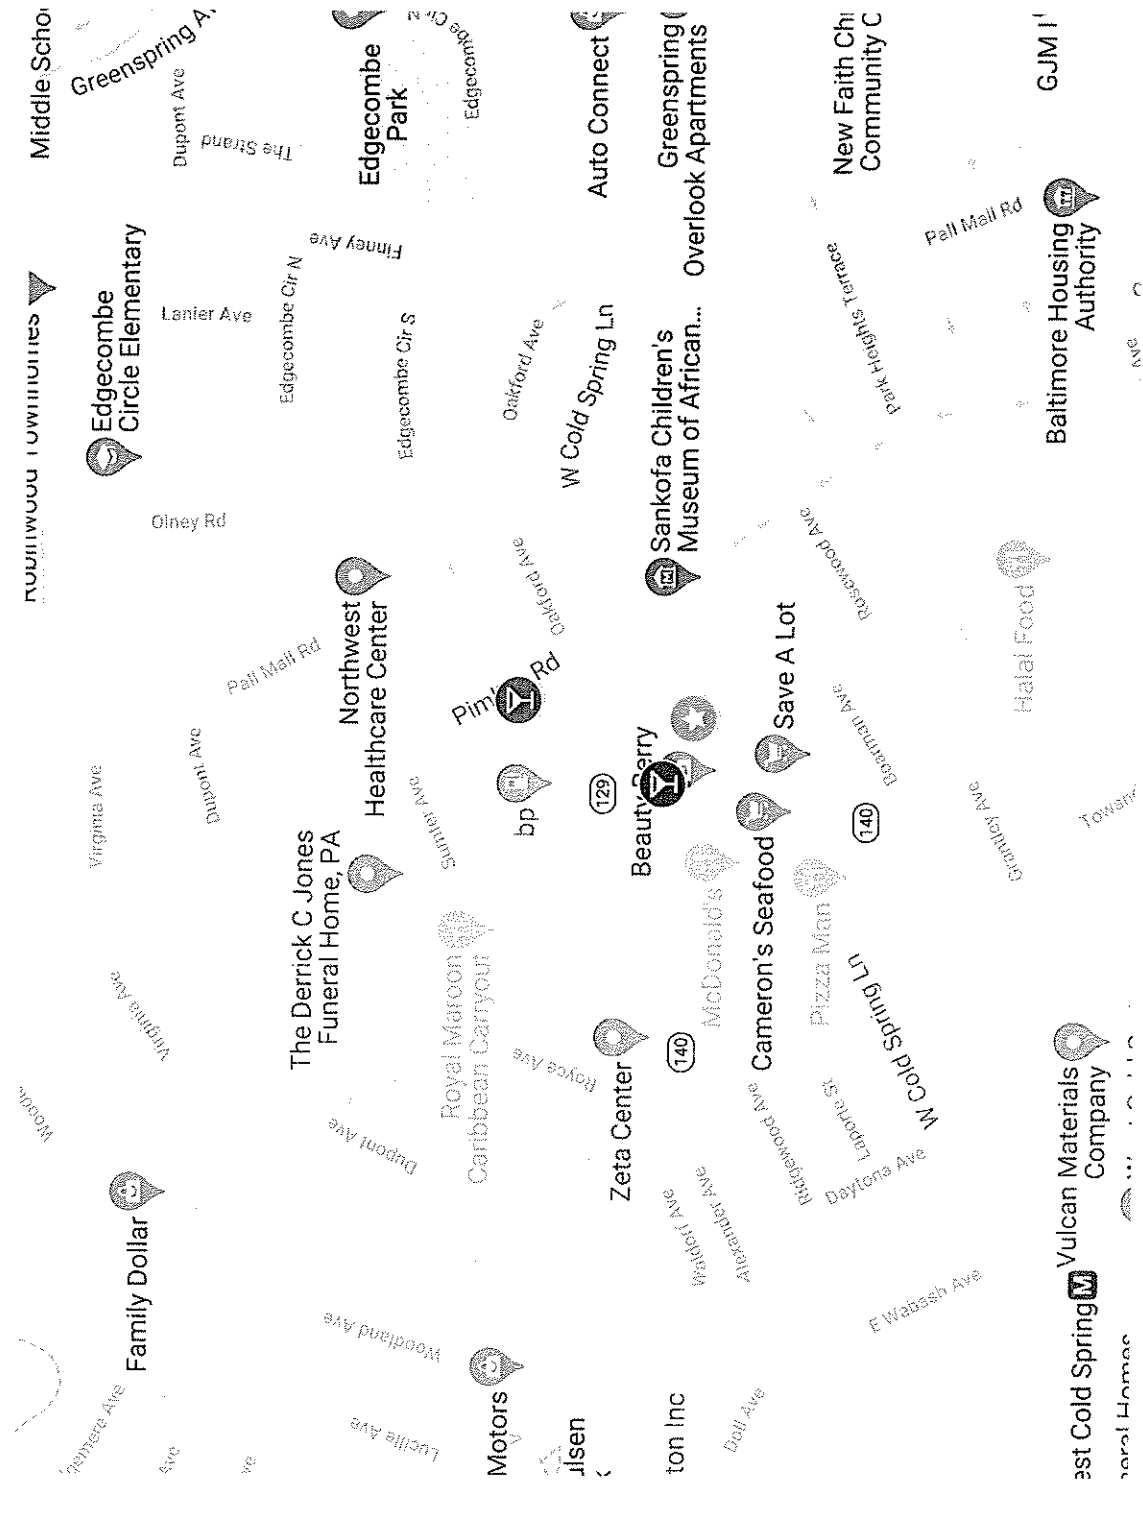 Woodl
Virginia Ave
Virginia Ave
Family Dollar
Middle Scho
Greenspring A
Dupont Ave
The Strand
Edgecombe
Circle Elementary
Lanier Ave
Olney Rd
Pall Mall Rd
Dupont Ave
Edgecombe Cir N
Finney Ave
Edgecombe
Park
Edgecombe Cir
Edgecombe Cir S
Northwest
Healthcare Center
The Derrick C Jones
Funeral Home, PA
Sumter Ave
Royal Maroon
Caribbean Carryout
Dupont Ave
Woodland Ave
Lucille Ave
Motors
Oakford Ave
Oakford Ave
W Cold Spring Ln
Auto Connect
Rd
bp
129
Royce Ave
Zeta Center
140
Greenspring
Overlook Apartments
Sankofa Children's
Museum of African...
McDonald's
Cameron's Seafood
Save A Lot
Pizza Man
140
W Cold Spring Ln
Ridgewood Ave
Laporte St
Daytona Ave
Waldorf Ave
Alexander Ave
ton Inc
Doll Ave
E Wabash Ave
New Faith Ch
Community C
Park Heights Terrace
Pall Mall Rd
Rosewood Ave
Boarman Ave
Grantley Ave
Halal Food
Baltimore Housing
Authority
GJM
Ave
Vulcan Materials
Company
est Cold Spring
M
eral Homes